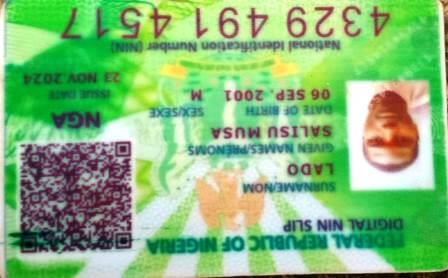 FEDERAL REPUBLIC OF NIGERIA
DIGITAL NIN SLIP
SURNAME/NOM
LADO
GIVEN NAMES/PRÉNOMS
SALISU MUSA
DATE OF BIRTH
SEX/SEXE
06 SEP. 2001
M
NGA
ISSUE DATE
23 NOV 2024
National Identification Number (NIN)
4329 491 4517